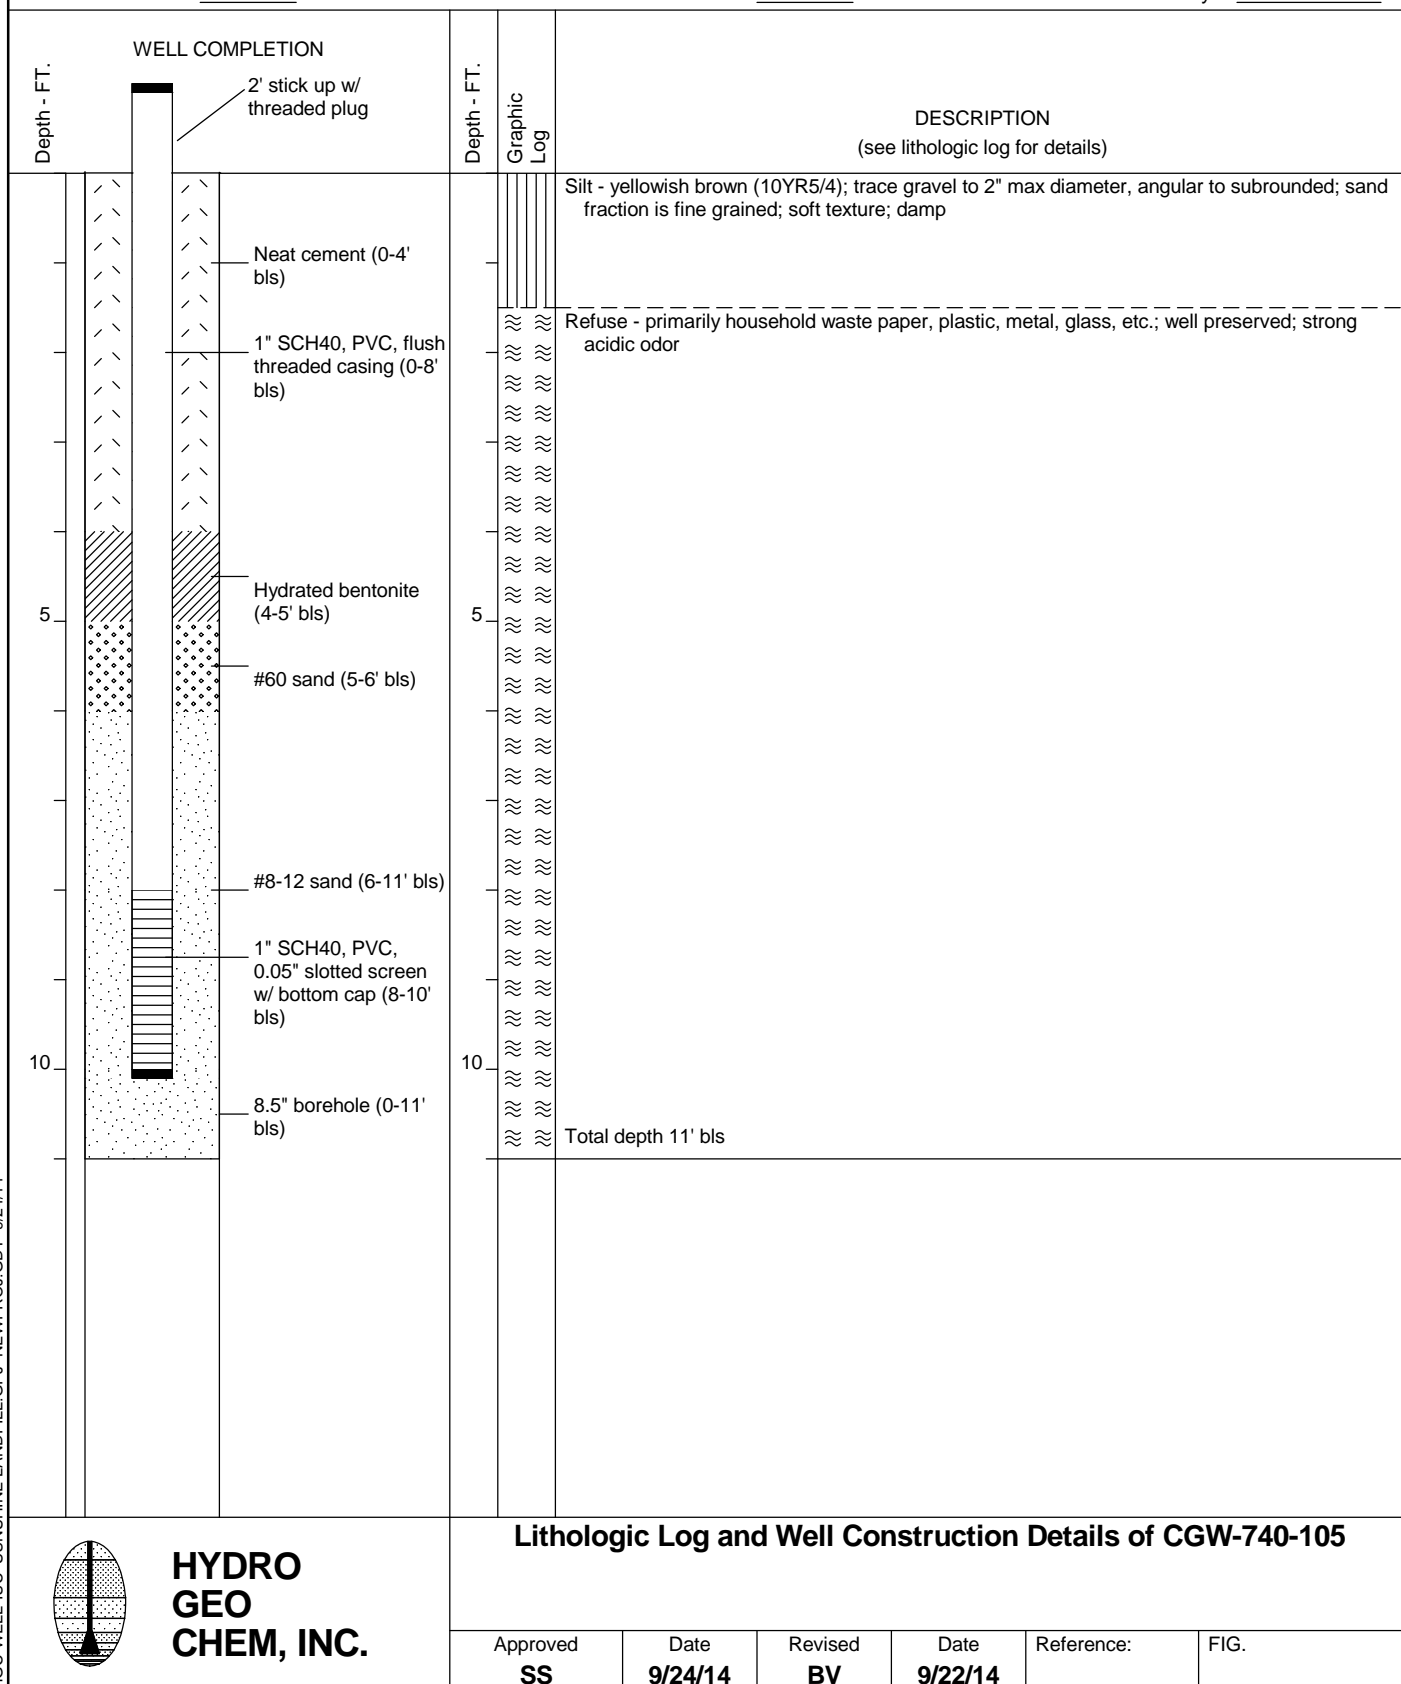 WELL COMPLETION
Depth - FT.
2' stick up w/
threaded plug
Neat cement (0-4'
bls)
1" SCH40, PVC, flush
threaded casing (0-8'
bls)
Hydrated bentonite
(4-5' bls)
5
#60 sand (5-6' bls)
#8-12 sand (6-11' bls)
1" SCH40, PVC,
0.05" slotted screen
w/ bottom cap (8-10'
bls)
10
8.5" borehole (0-11'
bls)
Depth - FT.
5
10
Graphic
Log
DESCRIPTION
(see lithologic log for details)
Silt - yellowish brown (10YR5/4); trace gravel to 2" max diameter, angular to subrounded; sand
fraction is fine grained; soft texture; damp
Refuse - primarily household waste paper, plastic, metal, glass, etc.; well preserved; strong
acidic odor
Total depth 11' bls
HYDRO
GEO
CHEM, INC.
Lithologic Log and Well Construction Details of CGW-740-105
Approved Date Revised Date Reference: FIG.
SS 9/24/14 BV 9/22/14